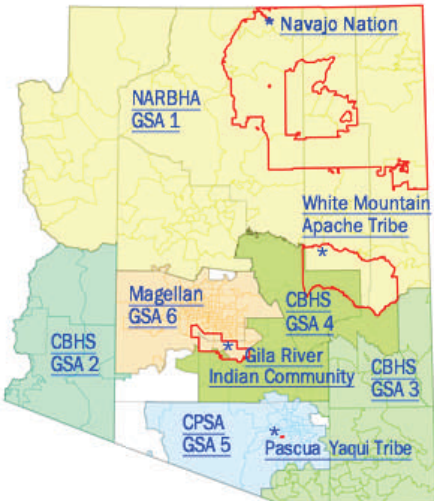 * Navajo Nation
NARBHA
GSA 1
White Mountain
Apache Tribe
*
Magellan
GSA 6
CBHS
GSA 4
CBHS
GSA 2
* Gila River
Indian Community
CBHS
GSA 3
CPSA
GSA 5
*
Pascua Yaqui Tribe